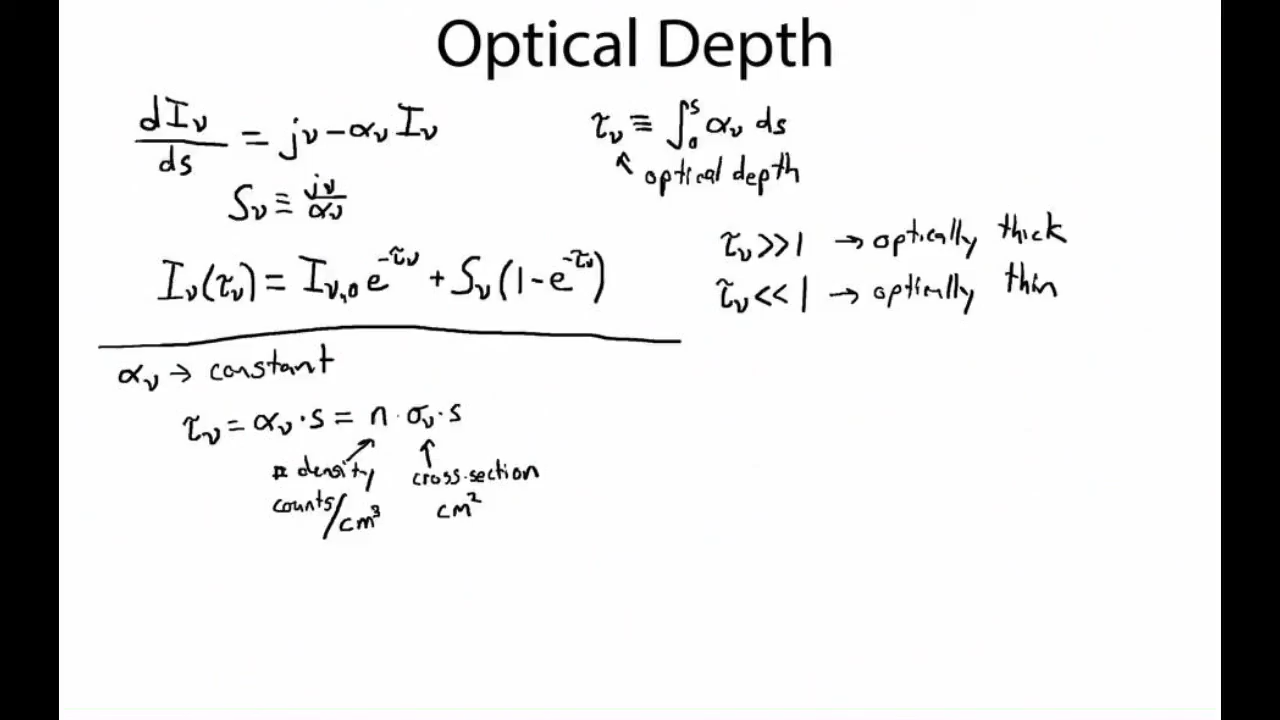 Optical Depth
dIν/ds = jν - αν Iν
Sν ≡ jν/αν
Iν(τν) = Iν,0 e^-τν + Sν(1 - e^-τν)
τν ≡ ∫₀ˢ αν ds
↑ optical depth
τν >> 1 → optically thick
τν << 1 → optically thin
αν → constant
τν = αν · s = n · σν · s
# density
counts/cm³
cross-section
cm²